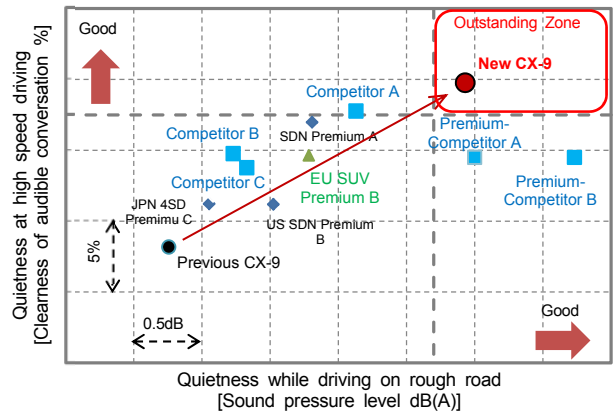 Quietness at high speed driving
[Clearness of audible conversation %]
Good
Outstanding Zone
New CX-9
Competitor A
SDN Premium A
Competitor B
Premium-
Competitor A
Competitor C
EU SUV
Premium B
Premium-
Competitor B
JPN 4SD
Premimu C
US SDN Premium
B
Previous CX-9
5%
0.5dB
Good
Quietness while driving on rough road
[Sound pressure level dB(A)]